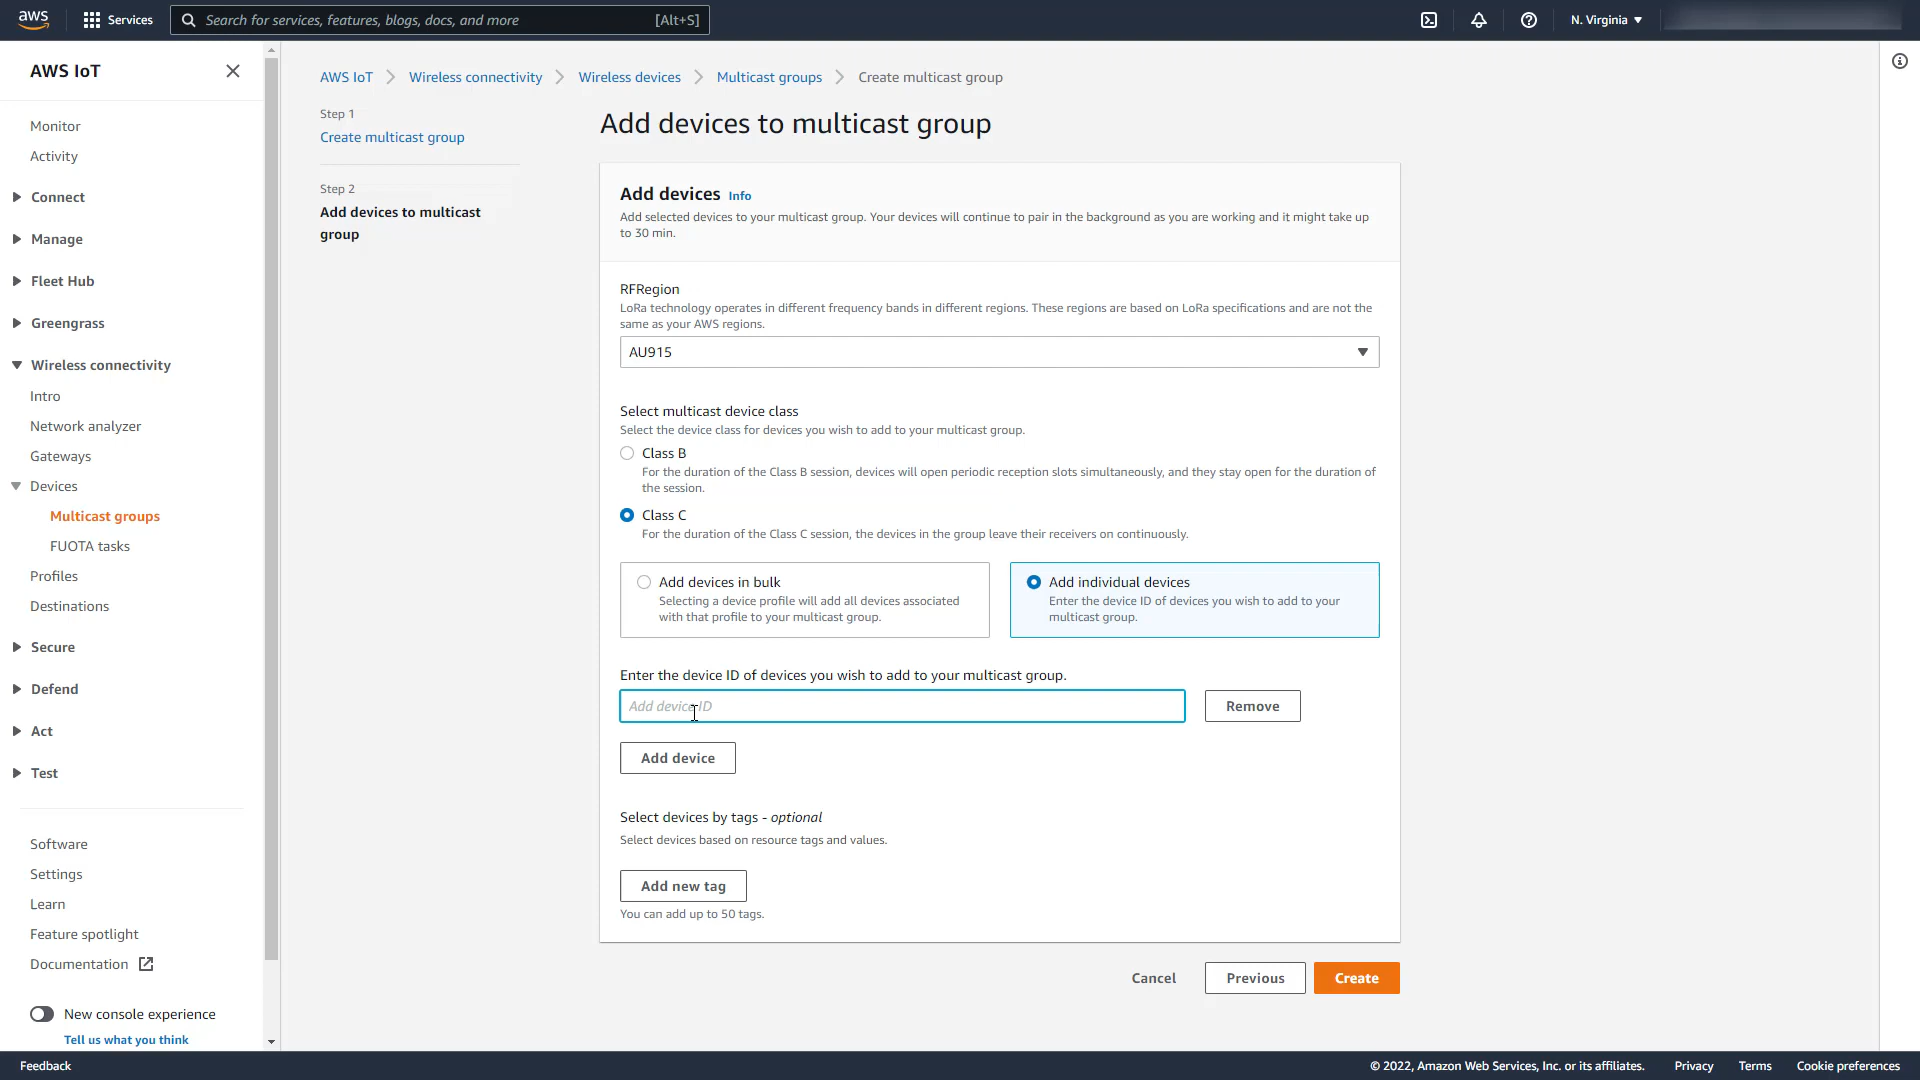 aws
Services
Search for services, features, blogs, docs, and more
[Alt+S]
N. Virginia
AWS IoT
Monitor
Activity
Connect
Manage
Fleet Hub
Greengrass
Wireless connectivity
Intro
Network analyzer
Gateways
Devices
Multicast groups
FUOTA tasks
Profiles
Destinations
Secure
Defend
Act
Test
Software
Settings
Learn
Feature spotlight
Documentation
New console experience
Tell us what you think
AWS IoT
Wireless connectivity
Wireless devices
Multicast groups
Create multicast group
Step 1
Create multicast group
Step 2
Add devices to multicast
group
Add devices to multicast group
Add devices Info
Add selected devices to your multicast group. Your devices will continue to pair in the background as you are working and it might take up
to 30 min.
RFRegion
LoRa technology operates in different frequency bands in different regions. These regions are based on LoRa specifications and are not the
same as your AWS regions.
AU915
Select multicast device class
Select the device class for devices you wish to add to your multicast group.
Class B
For the duration of the Class B session, devices will open periodic reception slots simultaneously, and they stay open for the duration of
the session.
Class C
For the duration of the Class C session, the devices in the group leave their receivers on continuously.
Add devices in bulk
Selecting a device profile will add all devices associated
with that profile to your multicast group.
Add individual devices
Enter the device ID of devices you wish to add to your
multicast group.
Enter the device ID of devices you wish to add to your multicast group.
Add device ID
Remove
Add device
Select devices by tags - optional
Select devices based on resource tags and values.
Add new tag
You can add up to 50 tags.
Cancel
Previous
Create
Feedback
© 2022, Amazon Web Services, Inc. or its affiliates.
Privacy
Terms
Cookie preferences